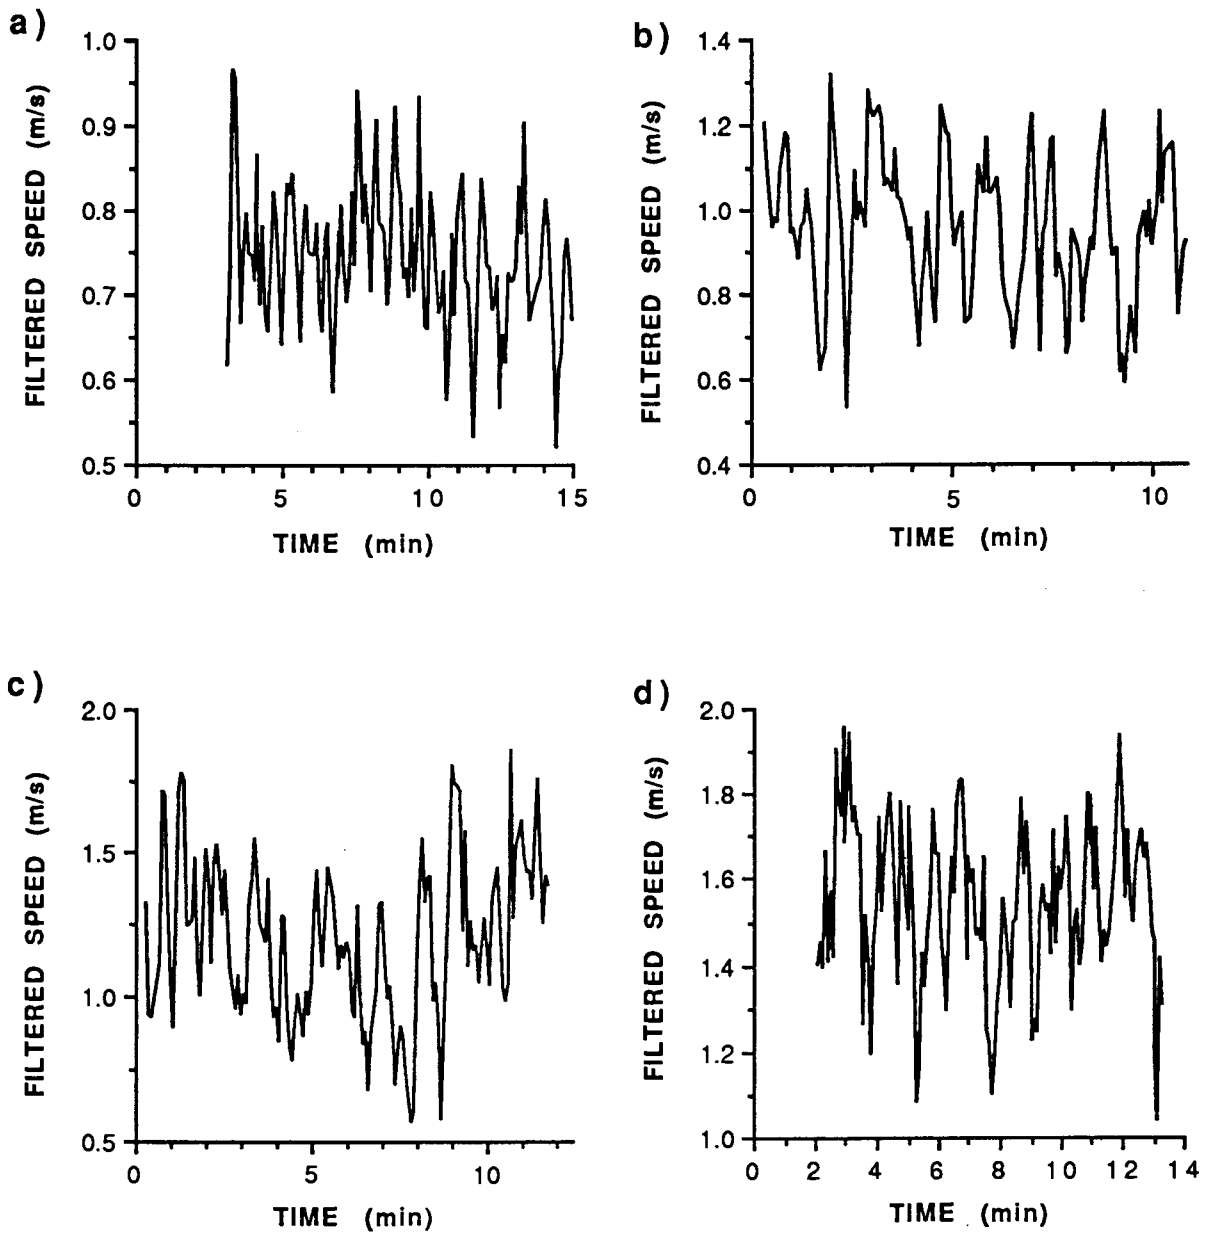 a)
FILTERED SPEED (m/s)
1.0
0.9
0.8
0.7
0.6
0.5
0 5 10 15
TIME (min)
b)
FILTERED SPEED (m/s)
1.4
1.2
1.0
0.8
0.6
0.4
0 5 10
TIME (min)
c)
FILTERED SPEED (m/s)
2.0
1.5
1.0
0.5
0 5 10
TIME (min)
d)
FILTERED SPEED (m/s)
2.0
1.8
1.6
1.4
1.2
1.0
0 2 4 6 8 10 12 14
TIME (min)